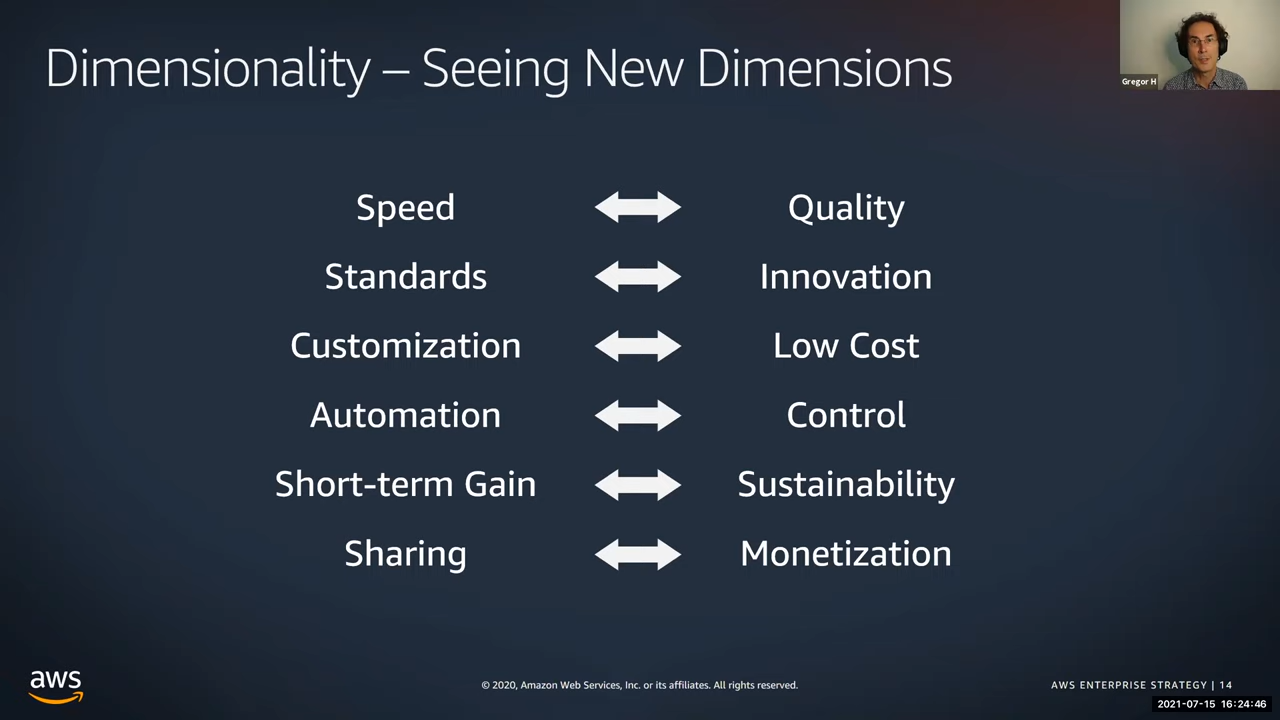 Dimensionality – Seeing New Dimensions
Gregor H
Speed Quality
Standards Innovation
Customization Low Cost
Automation Control
Short-term Gain Sustainability
Sharing Monetization
aws
© 2020, Amazon Web Services, Inc. or its affiliates. All rights reserved.
AWS ENTERPRISE STRATEGY | 14
2021-07-15 16:24:46